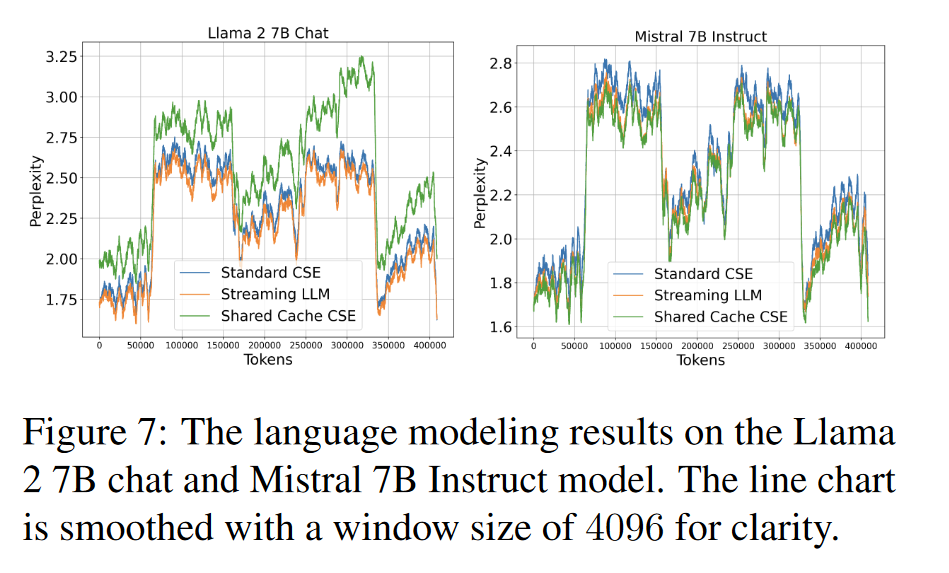 Llama 2 7B Chat
Perplexity
3.25
3.00
2.75
2.50
2.25
2.00
1.75
Standard CSE
Streaming LLM
Shared Cache CSE
0 50000 100000 150000 200000 250000 300000 350000 400000
Tokens
Mistral 7B Instruct
Perplexity
2.8
2.6
2.4
2.2
2.0
1.8
1.6
Standard CSE
Streaming LLM
Shared Cache CSE
0 50000 100000 150000 200000 250000 300000 350000 400000
Tokens
Figure 7: The language modeling results on the Llama
2 7B chat and Mistral 7B Instruct model. The line chart
is smoothed with a window size of 4096 for clarity.